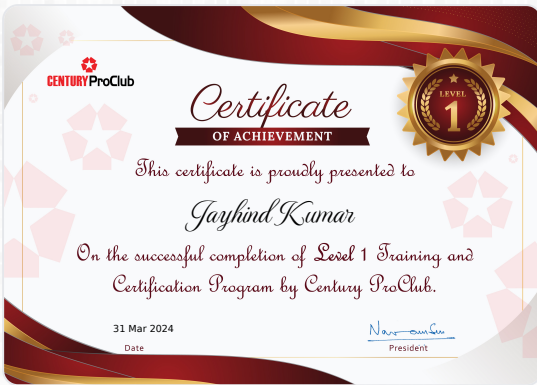 CENTURY ProClub
Certificate
OF ACHIEVEMENT
LEVEL
1
This certificate is proudly presented to
Jayhind Kumar
On the successful completion of Level 1 Training and
Certification Program by Century ProClub.
31 Mar 2024
Date
President